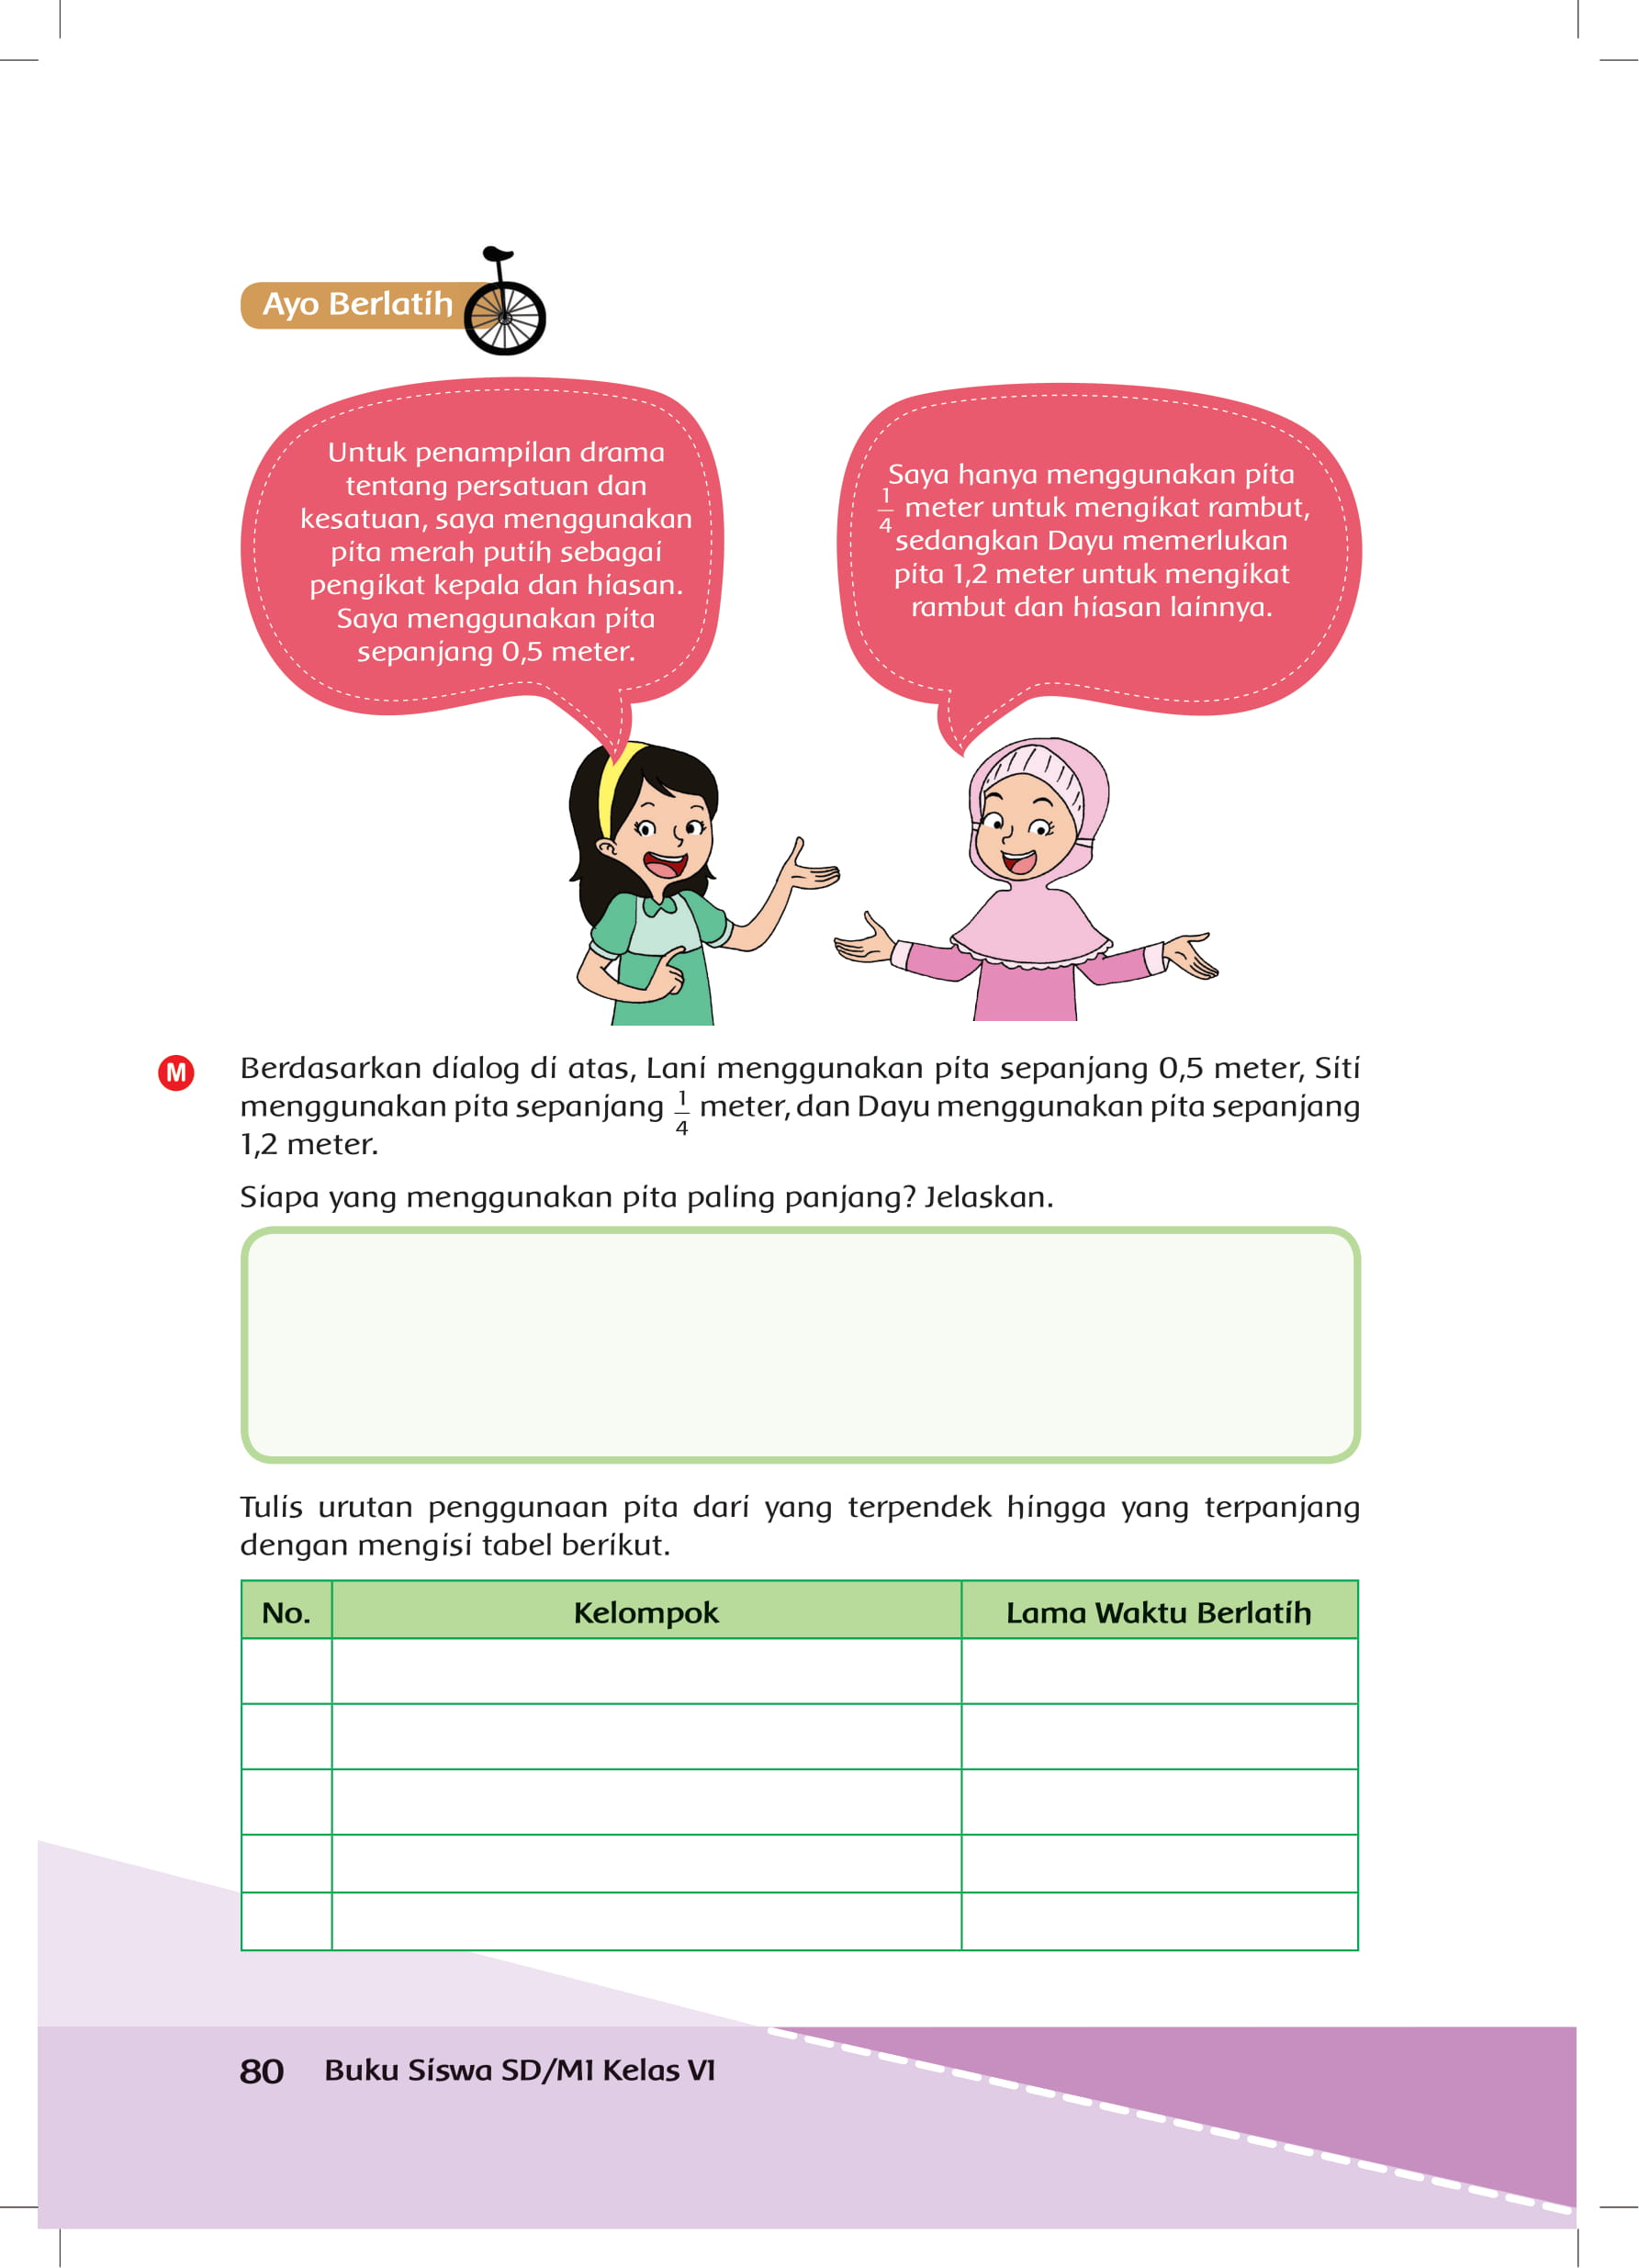 Ayo Berlatih
Untuk penampilan drama
tentang persatuan dan
kesatuan, saya menggunakan
pita merah putih sebagai
pengikat kepala dan hiasan.
Saya menggunakan pita
sepanjang 0,5 meter.
Saya hanya menggunakan pita
1/4 meter untuk mengikat rambut,
sedangkan Dayu memerlukan
pita 1,2 meter untuk mengikat
rambut dan hiasan lainnya.
M
Berdasarkan dialog di atas, Lani menggunakan pita sepanjang 0,5 meter, Siti
menggunakan pita sepanjang 1/4 meter, dan Dayu menggunakan pita sepanjang
1,2 meter.
Siapa yang menggunakan pita paling panjang? Jelaskan.
Tulis urutan penggunaan pita dari yang terpendek hingga yang terpanjang
dengan mengisi tabel berikut.
No. Kelompok Lama Waktu Berlatih
80 Buku Siswa SD/MI Kelas VI